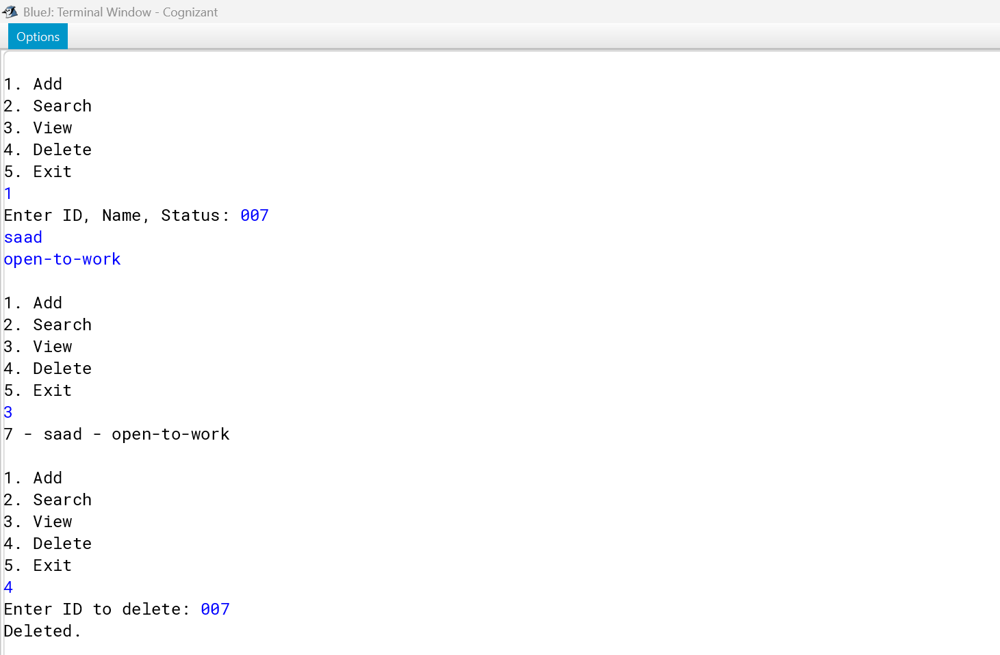 BlueJ: Terminal Window - Cognizant
Options
1. Add
2. Search
3. View
4. Delete
5. Exit
1
Enter ID, Name, Status: 007
saad
open-to-work
1. Add
2. Search
3. View
4. Delete
5. Exit
3
7 - saad - open-to-work
1. Add
2. Search
3. View
4. Delete
5. Exit
4
Enter ID to delete: 007
Deleted.